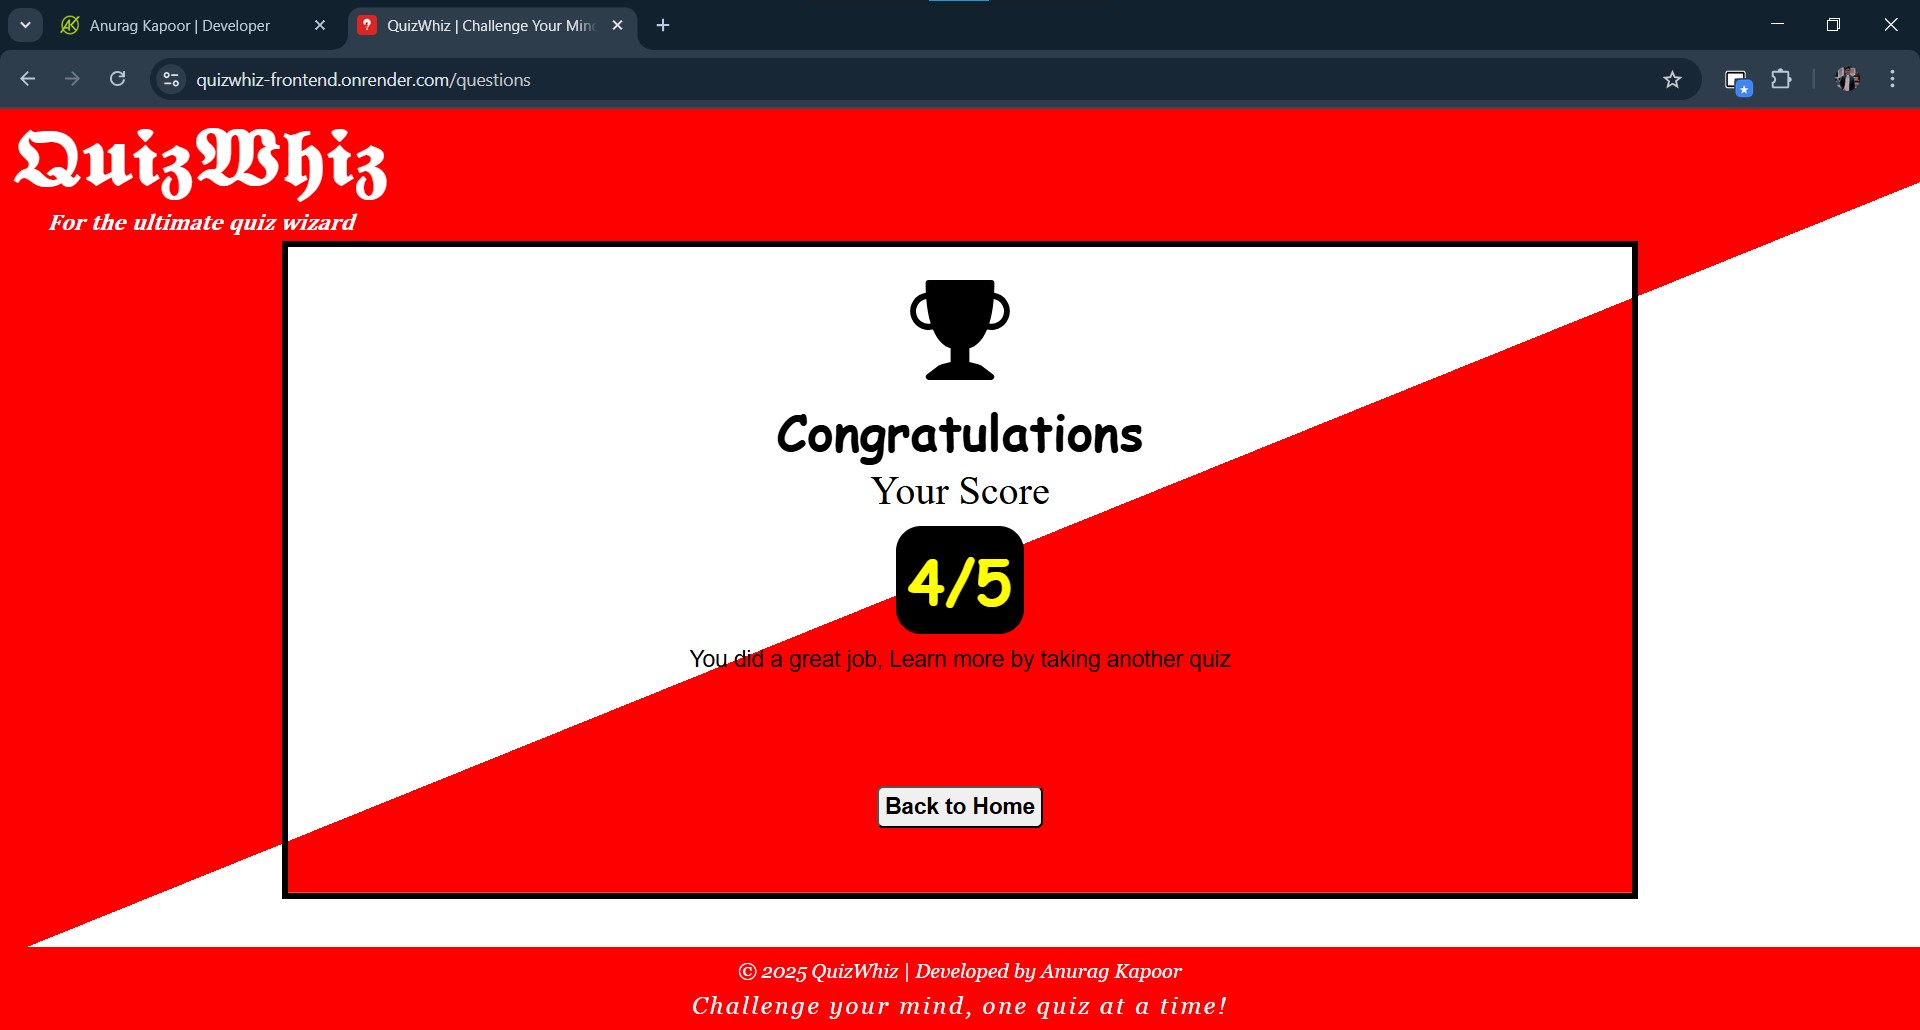 Anurag Kapoor | Developer
QuizWhiz | Challenge Your Min
quizwhiz-frontend.onrender.com/questions
QuizWhiz
For the ultimate quiz wizard
Congratulations
Your Score
4/5
You did a great job, Learn more by taking another quiz
Back to Home
© 2025 QuizWhiz | Developed by Anurag Kapoor
Challenge your mind, one quiz at a time!